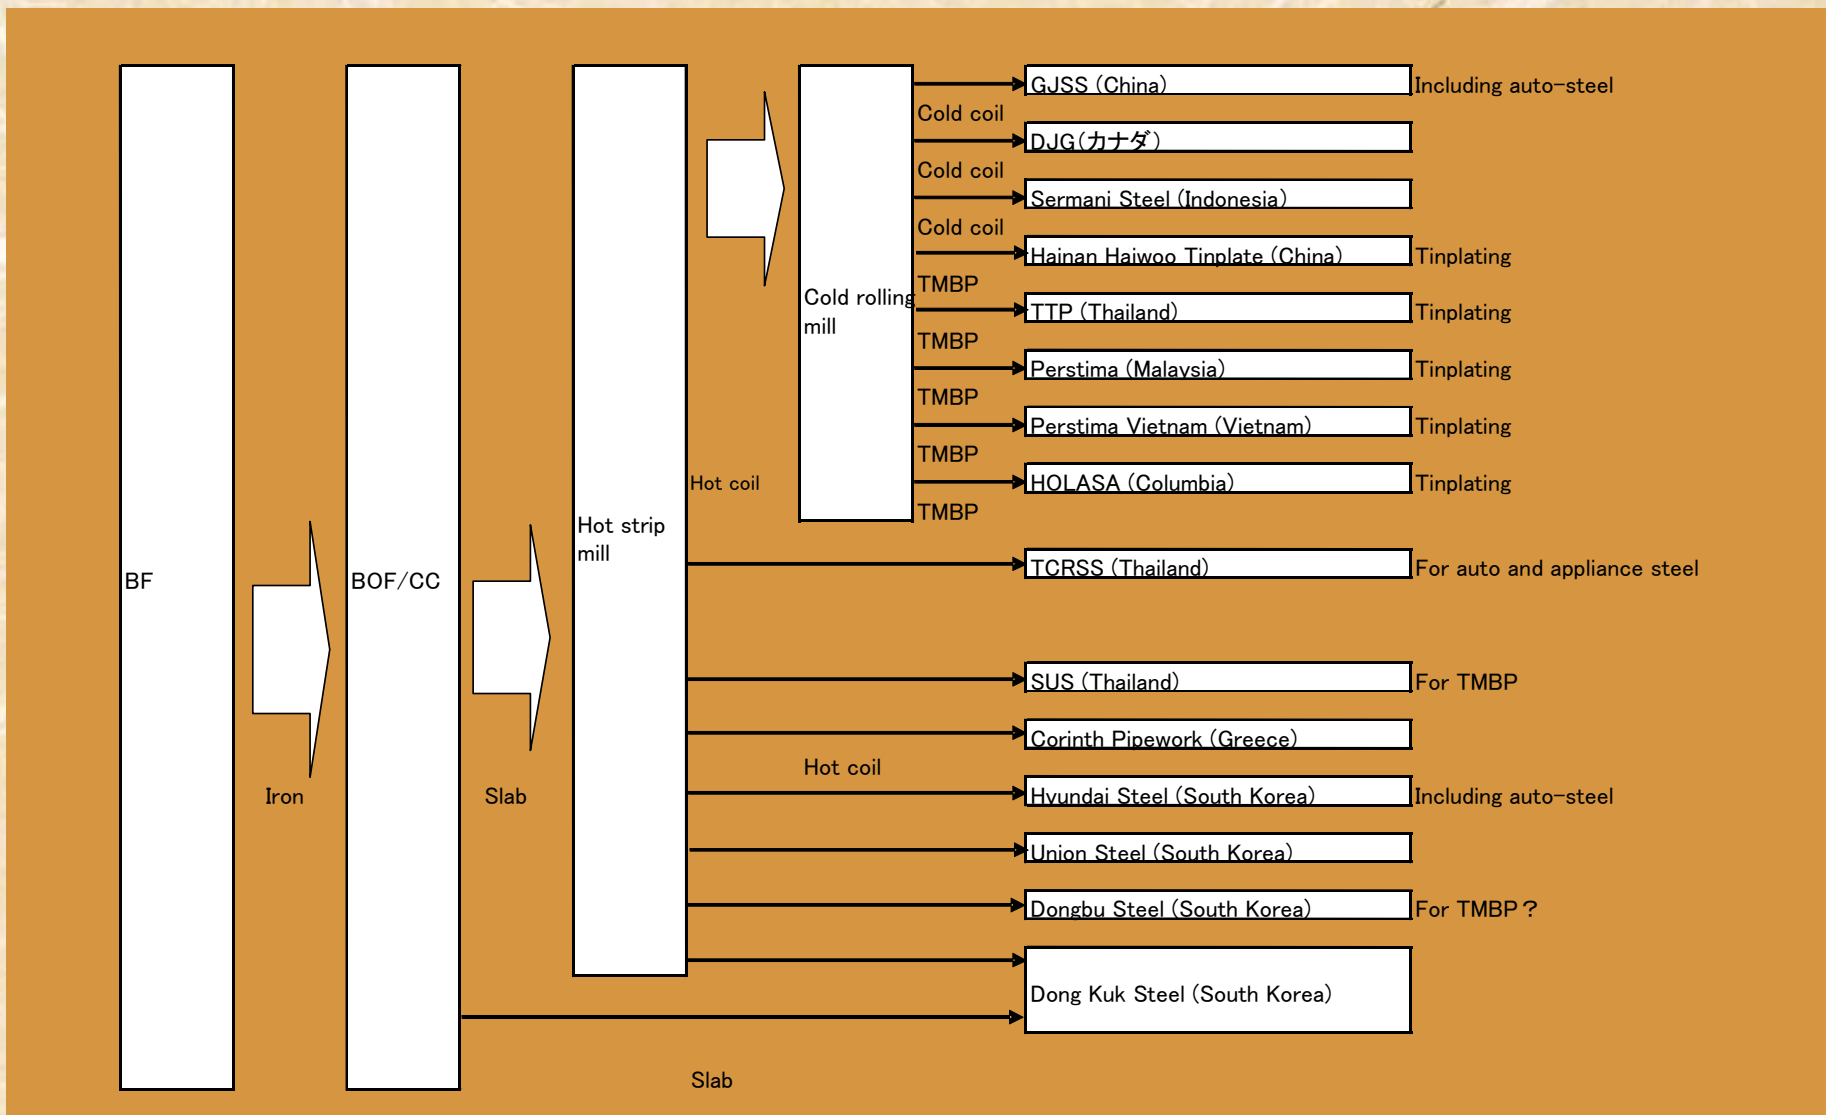 GJSS (China)
Including auto-steel
Cold coil
DJG(カナダ)
Cold coil
Sermani Steel (Indonesia)
Cold coil
Hainan Haiwoo Tinplate (China)
Tinplating
TMBP
Cold rolling
mill
TTP (Thailand)
Tinplating
TMBP
Perstima (Malaysia)
Tinplating
TMBP
Perstima Vietnam (Vietnam)
Tinplating
TMBP
Hot coil
HOLASA (Columbia)
Tinplating
TMBP
Hot strip
mill
BF
BOF/CC
TCRSS (Thailand)
For auto and appliance steel
SUS (Thailand)
For TMBP
Corinth Pipework (Greece)
Hot coil
Iron
Slab
Hyundai Steel (South Korea)
Including auto-steel
Union Steel (South Korea)
Dongbu Steel (South Korea)
For TMBP？
Dong Kuk Steel (South Korea)
Slab